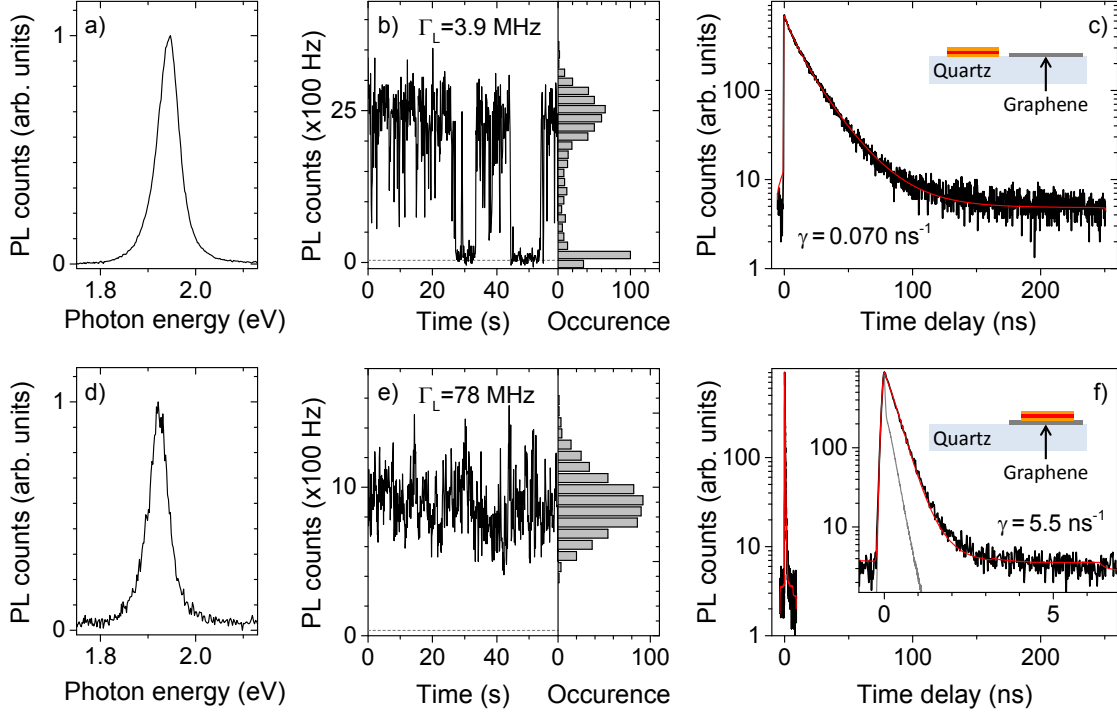 a)
PL counts (arb. units)
1
0
1.8
2.0
Photon energy (eV)
b)
ΓL=3.9 MHz
PL counts (x100 Hz)
25
0
0
20
40
0
100
Time (s)
Occurence
c)
PL counts (arb. units)
100
10
1
Quartz
Graphene
γ = 0.070 ns-1
0
100
200
Time delay (ns)
d)
PL counts (arb. units)
1
0
1.8
2.0
Photon energy (eV)
e)
ΓL=78 MHz
PL counts (x100 Hz)
10
0
0
20
40
0
100
Time (s)
Occurence
f)
PL counts (arb. units)
100
10
1
100
10
Quartz
Graphene
γ = 5.5 ns-1
0
5
0
100
200
Time delay (ns)